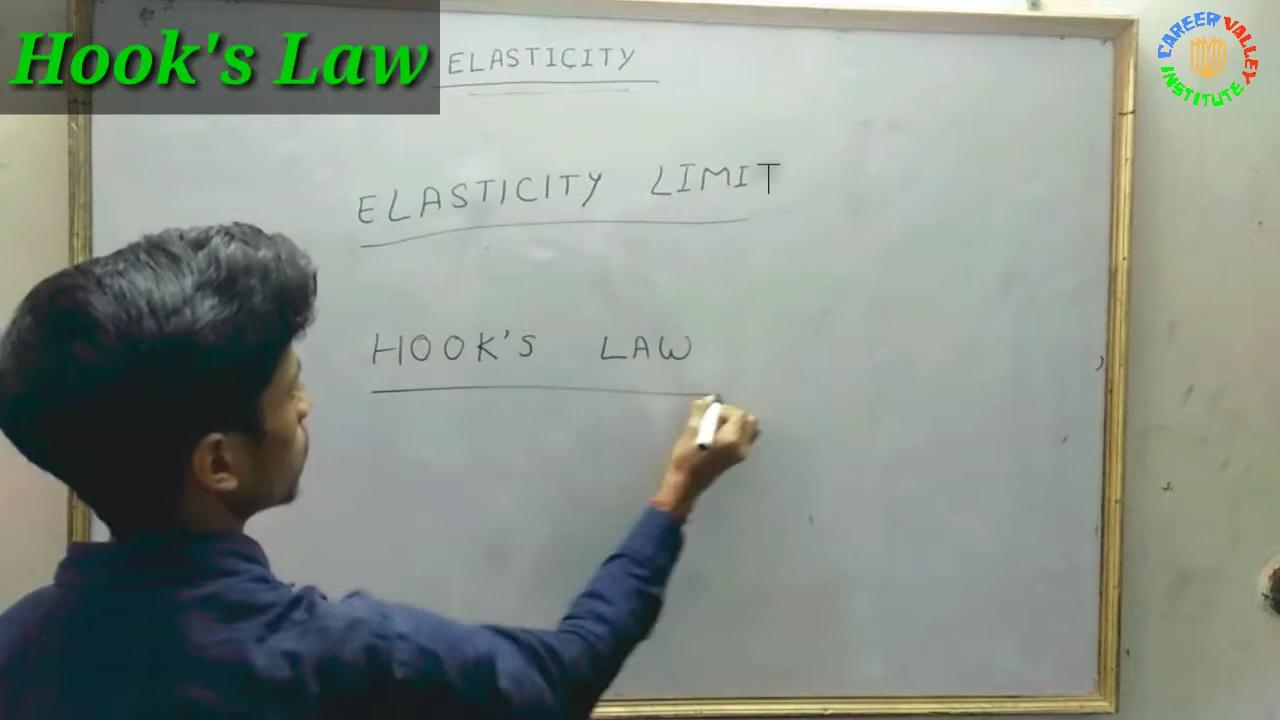 Hook's Law
ELASTICITY
CAREER VALLEY
INSTITUTE
ELASTICITY LIMIT
HOOK'S LAW